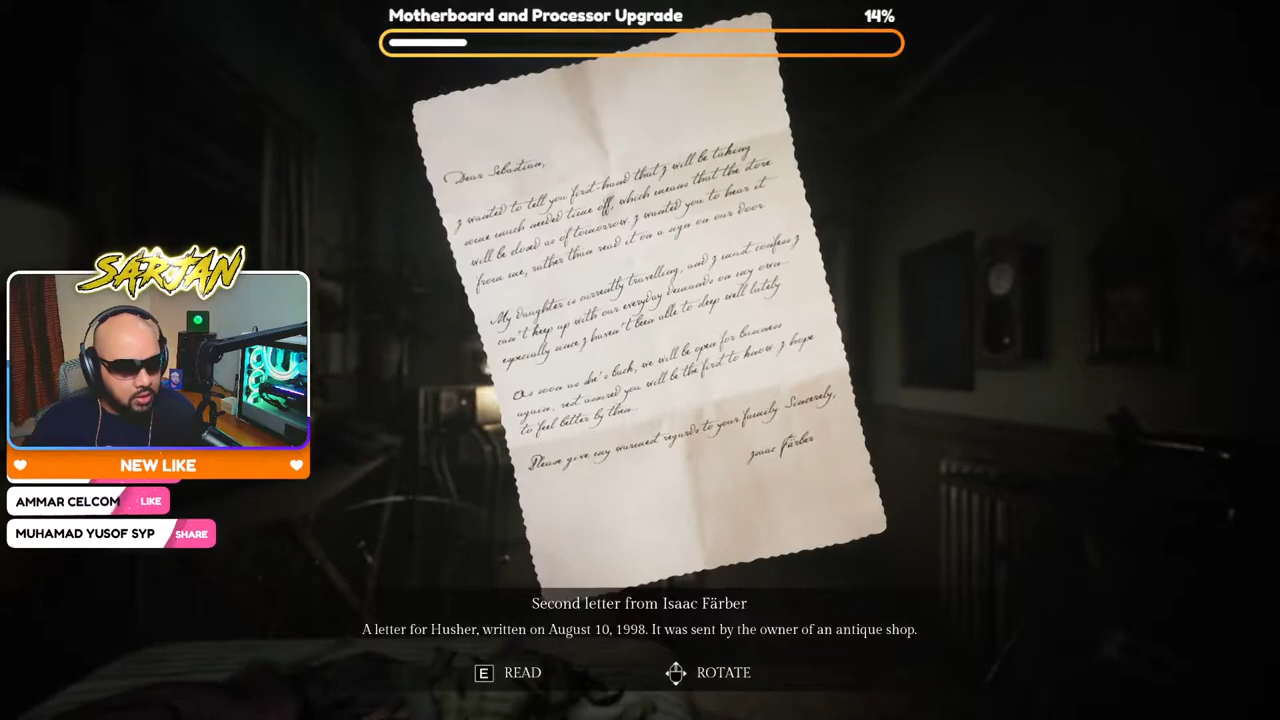 Motherboard and Processor Upgrade 14%
Dear Sebastian,
I wanted to tell you first-hand that I will be taking
some much needed time off, which means that the store
will be closed as of tomorrow. I wanted you to hear it
from me, rather than read it on a sign on our door.
My daughter is currently travelling, and I must confess I
can't keep up with our everyday demands on my own
especially since I haven't been able to sleep well lately.
As soon as she's back, we will be open for business
again, rest assured you will be the first to know. I hope
to feel better by then.
Please give my warmest regards to your family. Sincerely,
Isaac Färber
SARJAN
NEW LIKE
AMMAR CELCOM LIKE
MUHAMAD YUSOF SYP SHARE
Second letter from Isaac Färber
A letter for Husher, written on August 10, 1998. It was sent by the owner of an antique shop.
E READ ROTATE